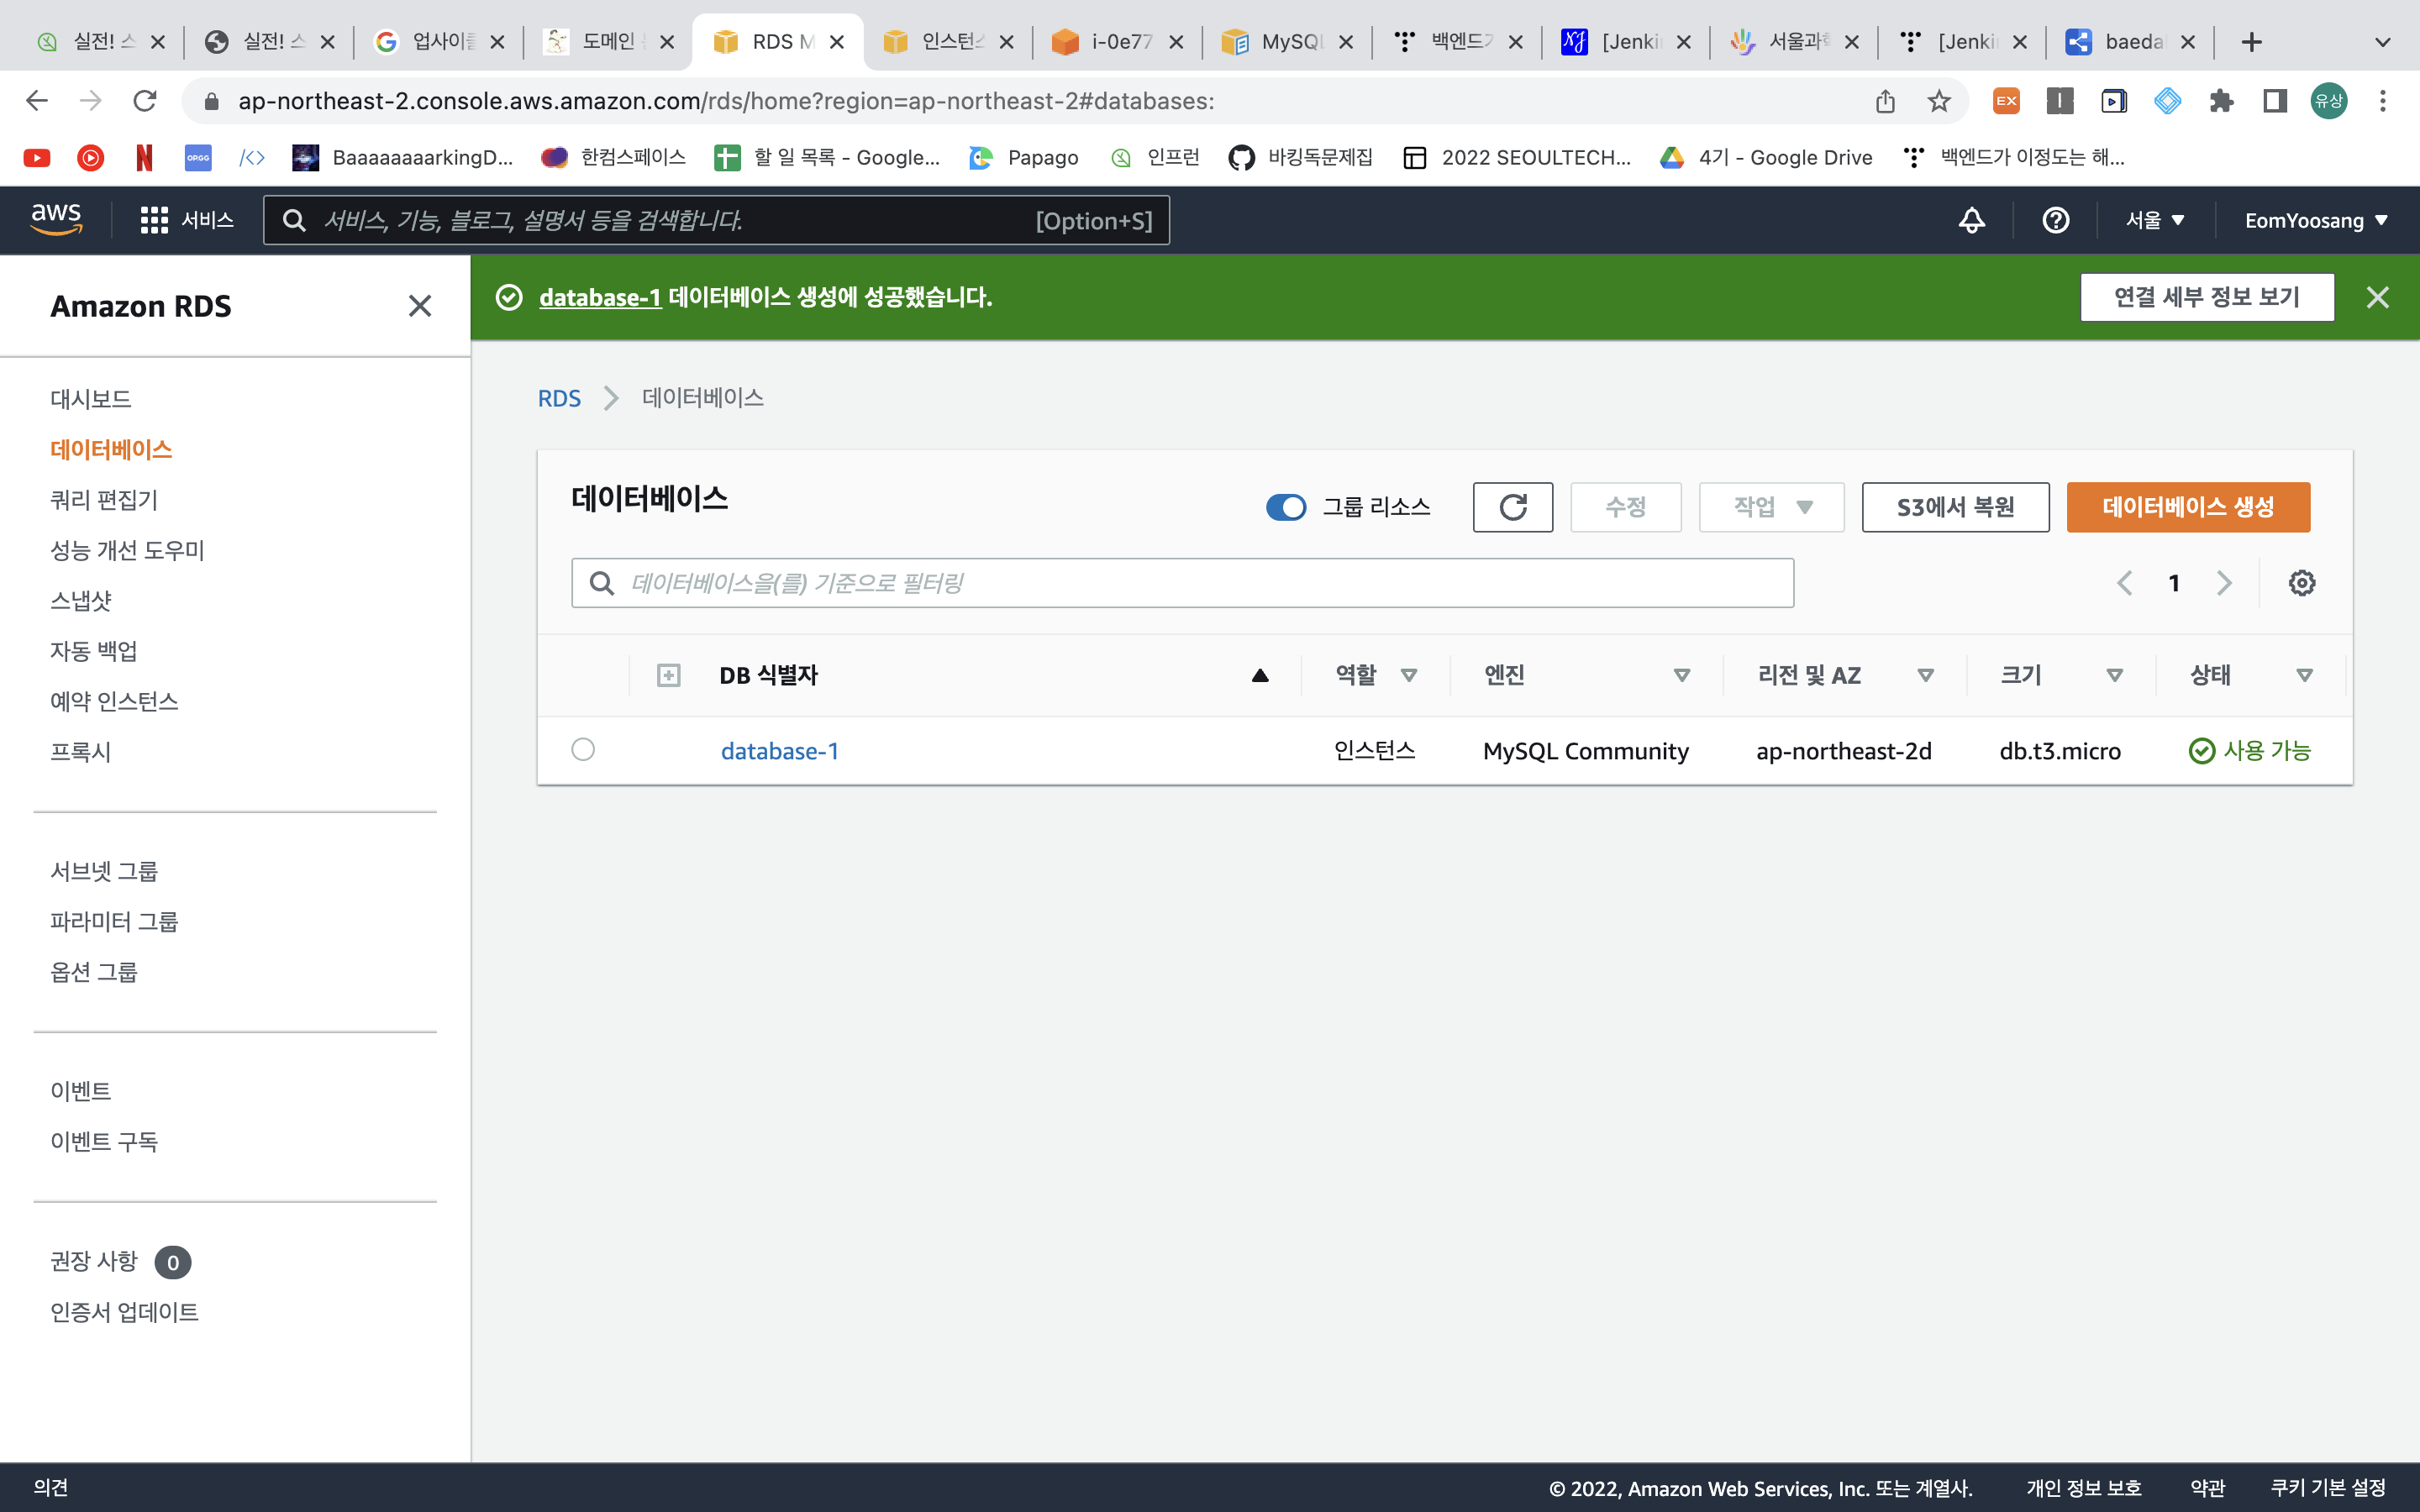 실전! 스
실전! 스
업사이클
도메인
RDS M
인스턴스
i-0e77
MySQL
백엔드가
[Jenki
서울과학
[Jenki
baeda
ap-northeast-2.console.aws.amazon.com/rds/home?region=ap-northeast-2#databases:
EX
유상
OP.GG
BaaaaaaaarkingD...
한컴스페이스
할 일 목록 - Google...
Papago
인프런
바킹독문제집
2022 SEOULTECH...
4기 - Google Drive
백엔드가 이정도는 해...
aws
서비스
서비스, 기능, 블로그, 설명서 등을 검색합니다.
[Option+S]
서울
EomYoosang
Amazon RDS
대시보드
데이터베이스
쿼리 편집기
성능 개선 도우미
스냅샷
자동 백업
예약 인스턴스
프록시
서브넷 그룹
파라미터 그룹
옵션 그룹
이벤트
이벤트 구독
권장 사항 0
인증서 업데이트
database-1 데이터베이스 생성에 성공했습니다.
연결 세부 정보 보기
RDS
데이터베이스
데이터베이스
그룹 리소스
수정
작업
S3에서 복원
데이터베이스 생성
데이터베이스을(를) 기준으로 필터링
1
DB 식별자 역할 엔진 리전 및 AZ 크기 상태
database-1 인스턴스 MySQL Community ap-northeast-2d db.t3.micro 사용 가능
의견
© 2022, Amazon Web Services, Inc. 또는 계열사.
개인 정보 보호
약관
쿠키 기본 설정